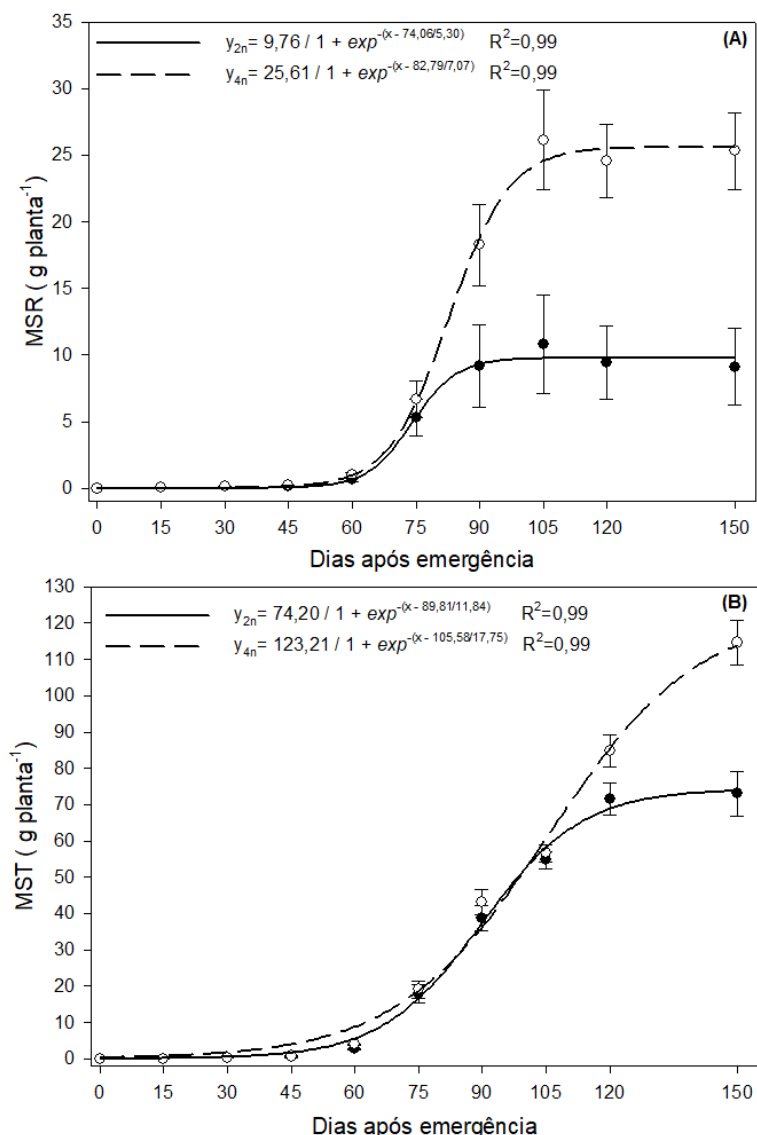 (A)
y2n= 9,76 / 1 + exp-(x - 74,06/5,30) R2=0,99
y4n= 25,61 / 1 + exp-(x - 82,79/7,07) R2=0,99
MSR ( g planta-1)
35
30
25
20
15
10
5
0
0 15 30 45 60 75 90 105 120 150
Dias após emergência
(B)
y2n= 74,20 / 1 + exp-(x - 89,81/11,84) R2=0,99
y4n= 123,21 / 1 + exp-(x - 105,58/17,75) R2=0,99
MST ( g planta-1)
130
120
110
100
90
80
70
60
50
40
30
20
10
0
0 15 30 45 60 75 90 105 120 150
Dias após emergência